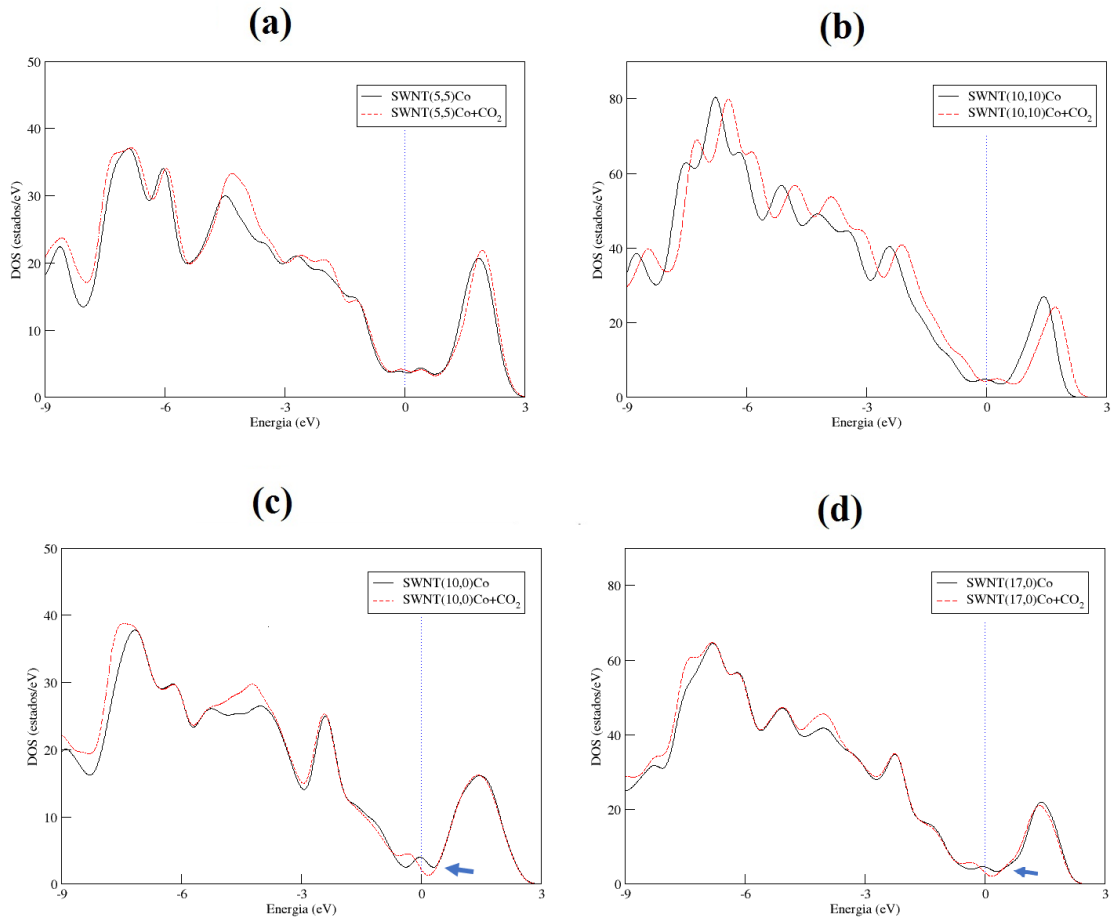 (a)
50
40
30
20
10
0
DOS (estados/eV)
SWNT(5,5)Co
SWNT(5,5)Co+CO₂
-9 -6 -3 0 3
Energia (eV)
(b)
80
60
40
20
0
DOS (estados/eV)
SWNT(10,10)Co
SWNT(10,10)Co+CO₂
-9 -6 -3 0 3
Energia (eV)
(c)
50
40
30
20
10
0
DOS (estados/eV)
SWNT(10,0)Co
SWNT(10,0)Co+CO₂
-9 -6 -3 0 3
Energia (eV)
(d)
80
60
40
20
0
DOS (estados/eV)
SWNT(17,0)Co
SWNT(17,0)Co+CO₂
-9 -6 -3 0 3
Energia (eV)